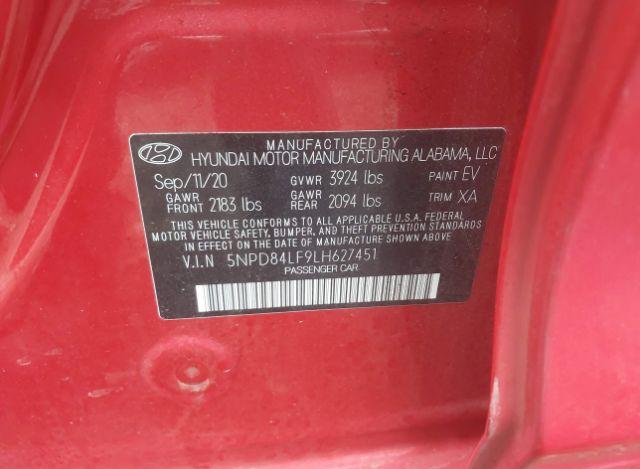 MANUFACTURED BY
HYUNDAI MOTOR MANUFACTURING ALABAMA, LLC
Sep/11/20 GVWR 3924 lbs PAINT EV
GAWR FRONT 2183 lbs GAWR REAR 2094 lbs TRIM XA
THIS VEHICLE CONFORMS TO ALL APPLICABLE U.S.A. FEDERAL
MOTOR VEHICLE SAFETY, BUMPER, AND THEFT PREVENTION STANDARDS
IN EFFECT ON THE DATE OF MANUFACTURE SHOWN ABOVE.
V.I.N 5NPD84LF9LH627451
PASSENGER CAR